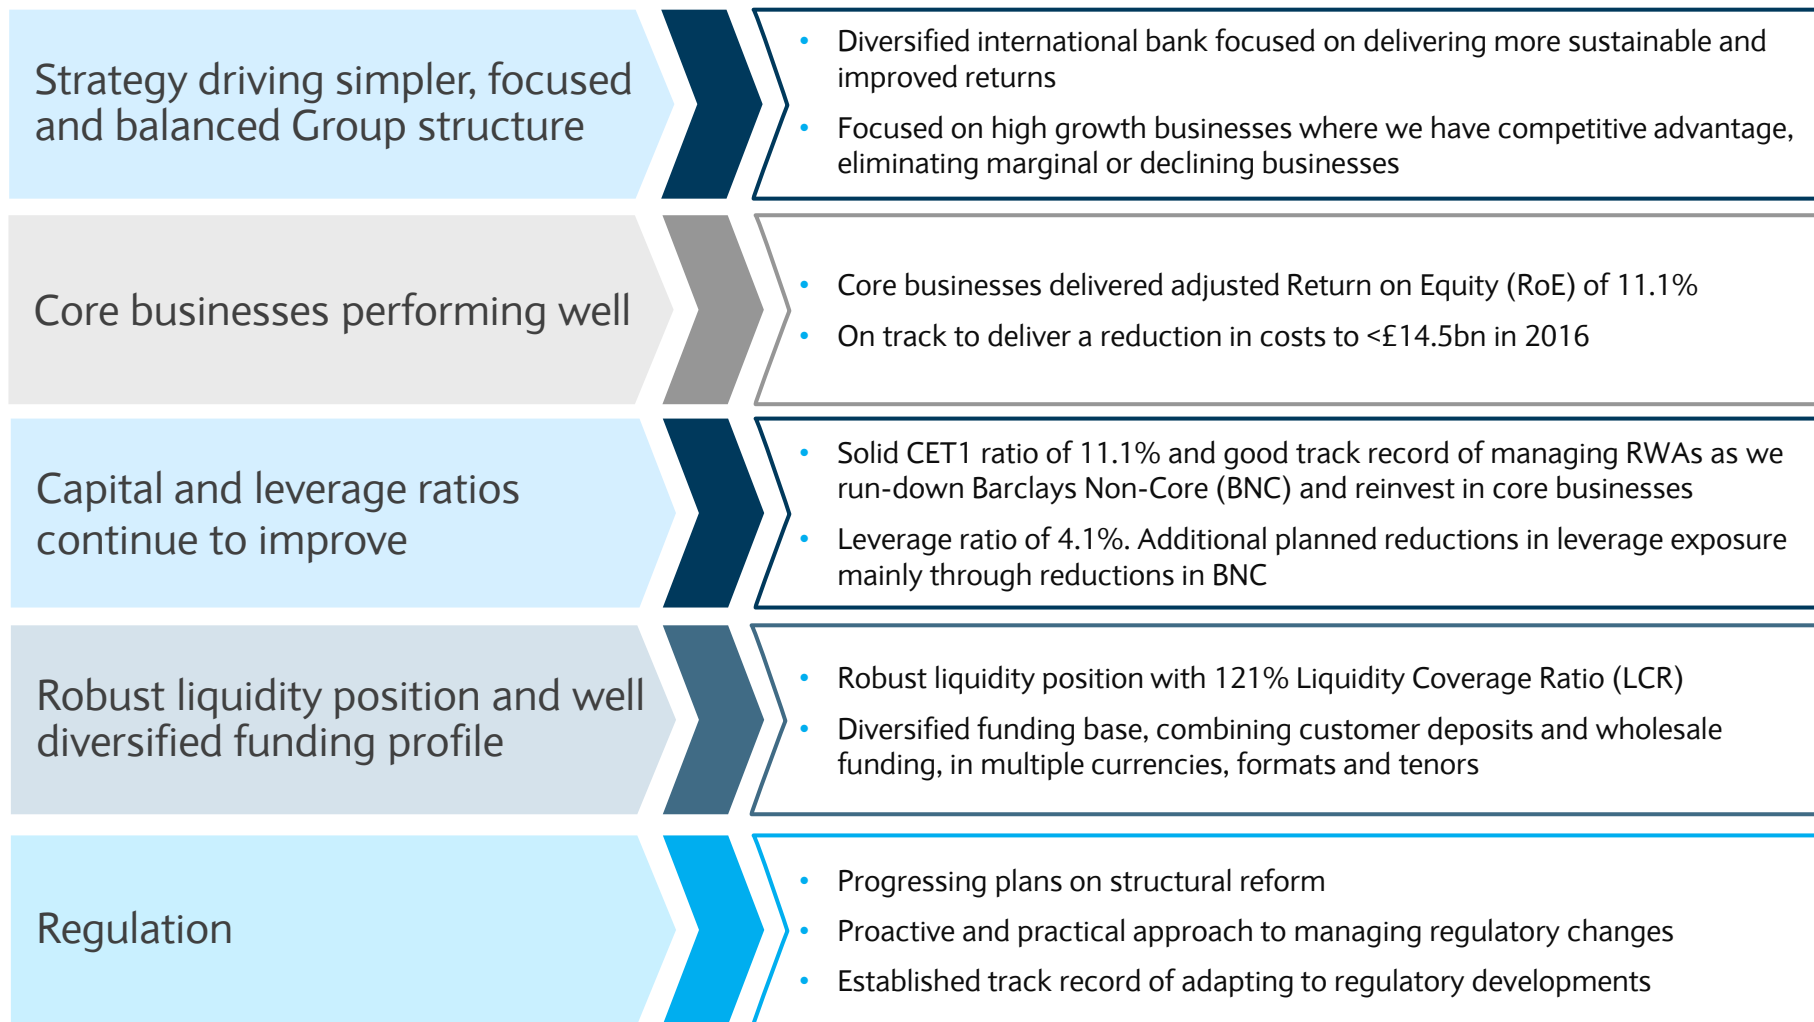 Strategy driving simpler, focused
and balanced Group structure
• Diversified international bank focused on delivering more sustainable and
improved returns
• Focused on high growth businesses where we have competitive advantage,
eliminating marginal or declining businesses
Core businesses performing well
• Core businesses delivered adjusted Return on Equity (RoE) of 11.1%
• On track to deliver a reduction in costs to <£14.5bn in 2016
Capital and leverage ratios
continue to improve
• Solid CET1 ratio of 11.1% and good track record of managing RWAs as we
run-down Barclays Non-Core (BNC) and reinvest in core businesses
• Leverage ratio of 4.1%. Additional planned reductions in leverage exposure
mainly through reductions in BNC
Robust liquidity position and well
diversified funding profile
• Robust liquidity position with 121% Liquidity Coverage Ratio (LCR)
• Diversified funding base, combining customer deposits and wholesale
funding, in multiple currencies, formats and tenors
Regulation
• Progressing plans on structural reform
• Proactive and practical approach to managing regulatory changes
• Established track record of adapting to regulatory developments